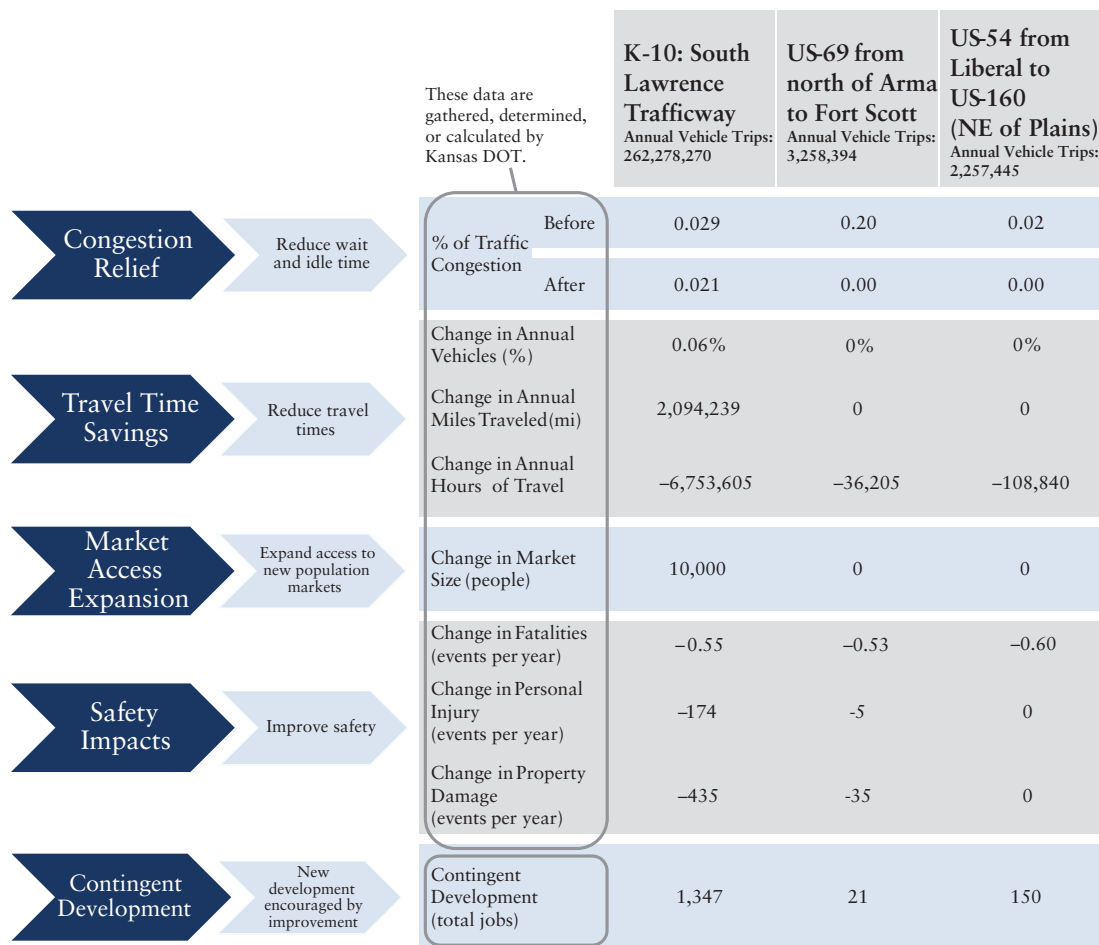 K-10: South
Lawrence
Trafficway
Annual Vehicle Trips:
262,278,270
US-69 from
north of Arma
to Fort Scott
Annual Vehicle Trips:
3,258,394
US-54 from
Liberal to
US-160
(NE of Plains)
Annual Vehicle Trips:
2,257,445
These data are
gathered, determined,
or calculated by
Kansas DOT.
Congestion
Relief
Reduce wait
and idle time
% of Traffic
Congestion
Before
0.029
0.20
0.02
After
0.021
0.00
0.00
Travel Time
Savings
Reduce travel
times
Change in Annual
Vehicles (%)
0.06%
0%
0%
Change in Annual
Miles Traveled (mi)
2,094,239
0
0
Change in Annual
Hours of Travel
–6,753,605
–36,205
–108,840
Market
Access
Expansion
Expand access to
new population
markets
Change in Market
Size (people)
10,000
0
0
Safety
Impacts
Improve safety
Change in Fatalities
(events per year)
–0.55
–0.53
–0.60
Change in Personal
Injury
(events per year)
–174
-5
0
Change in Property
Damage
(events per year)
–435
-35
0
Contingent
Development
New
development
encouraged by
improvement
Contingent
Development
(total jobs)
1,347
21
150